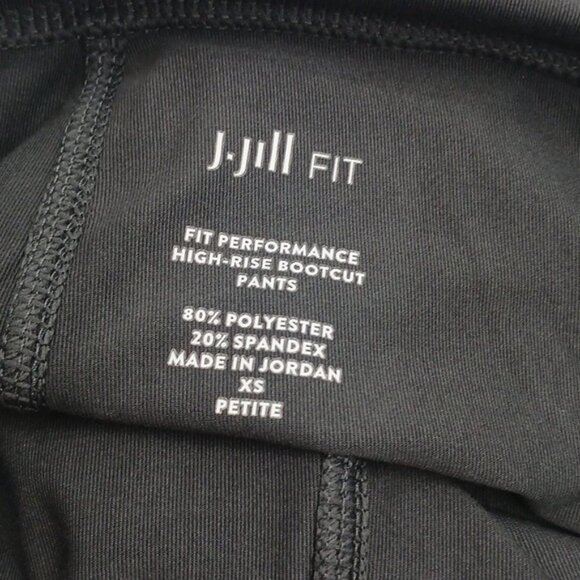 J.Jill FIT
FIT PERFORMANCE
HIGH-RISE BOOTCUT
PANTS
80% POLYESTER
20% SPANDEX
MADE IN JORDAN
XS
PETITE